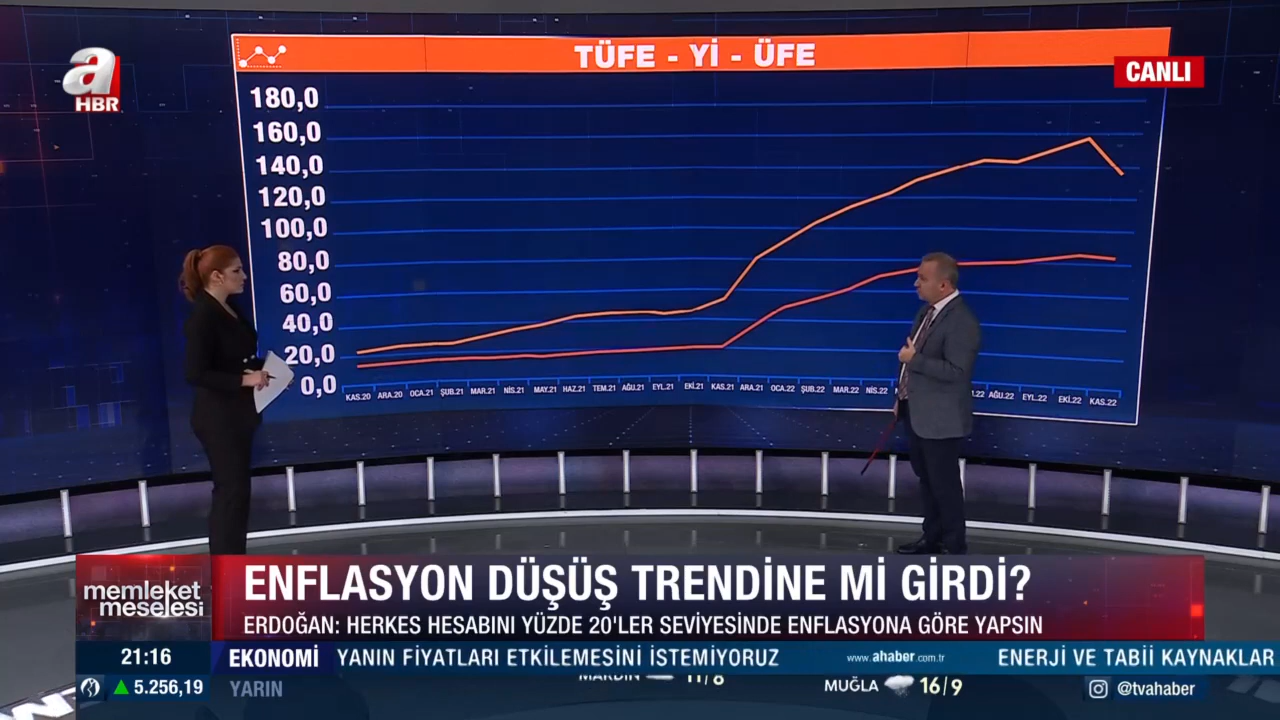 TÜFE - Yİ - ÜFE
a
HBR
CANLI
180,0
160,0
140,0
120,0
100,0
80,0
60,0
40,0
20,0
0,0
KAS.20 ARA.20 OCA.21 ŞUB.21 MAR.21 NİS.21 MAY.21 HAZ.21 TEM.21 AĞU.21 EYL.21 EKİ.21 KAS.21 ARA.21 OCA.22 ŞUB.22 MAR.22 NİS.22 AĞU.22 EYL.22 EKİ.22 KAS.22
memleket
meselesi
ENFLASYON DÜŞÜŞ TRENDİNE Mİ GİRDİ?
ERDOĞAN: HERKES HESABINI YÜZDE 20'LER SEVİYESİNDE ENFLASYONA GÖRE YAPSIN
21:16 EKONOMİ YANIN FİYATLARI ETKİLEMESİNİ İSTEMİYORUZ www.ahaber.com.tr ENERJİ VE TABİİ KAYNAKLAR
5.256,19 YARIN MARDİN 11/8 MUĞLA 16/9 @tvahaber